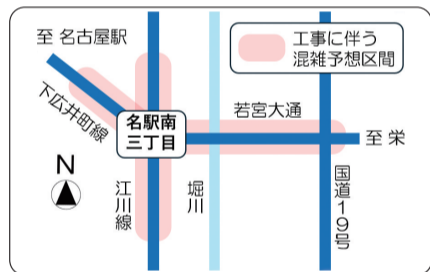 至 名古屋駅
工事に伴う
混雑予想区間
下広井町線
若宮大通
名駅南
三丁目
至 栄
N
江川線
堀川
国道19号